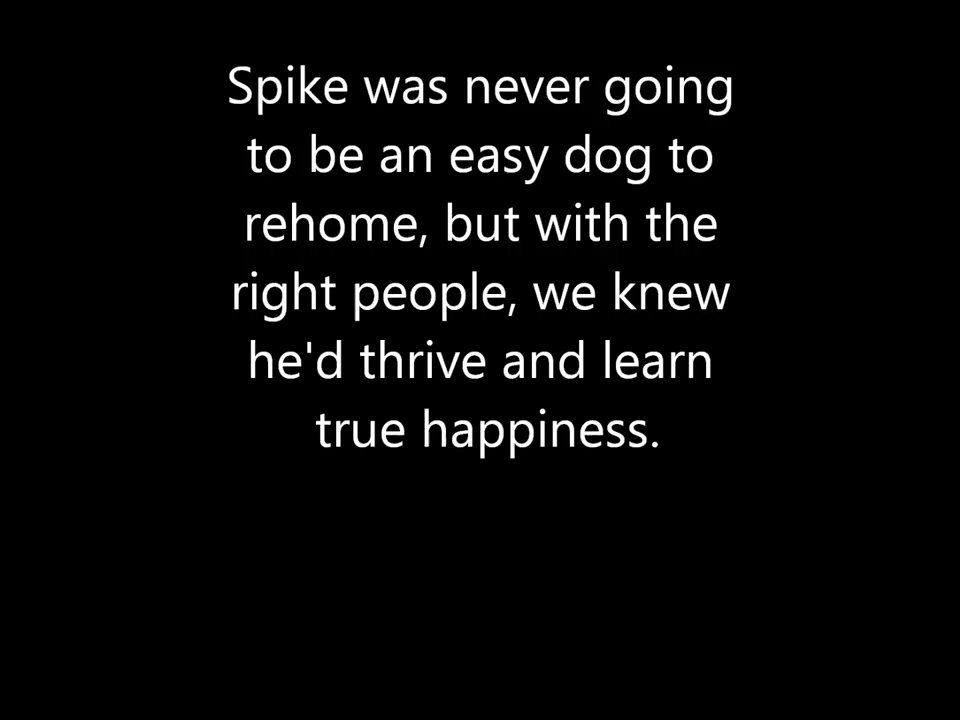 Spike was never going
to be an easy dog to
rehome, but with the
right people, we knew
he'd thrive and learn
true happiness.